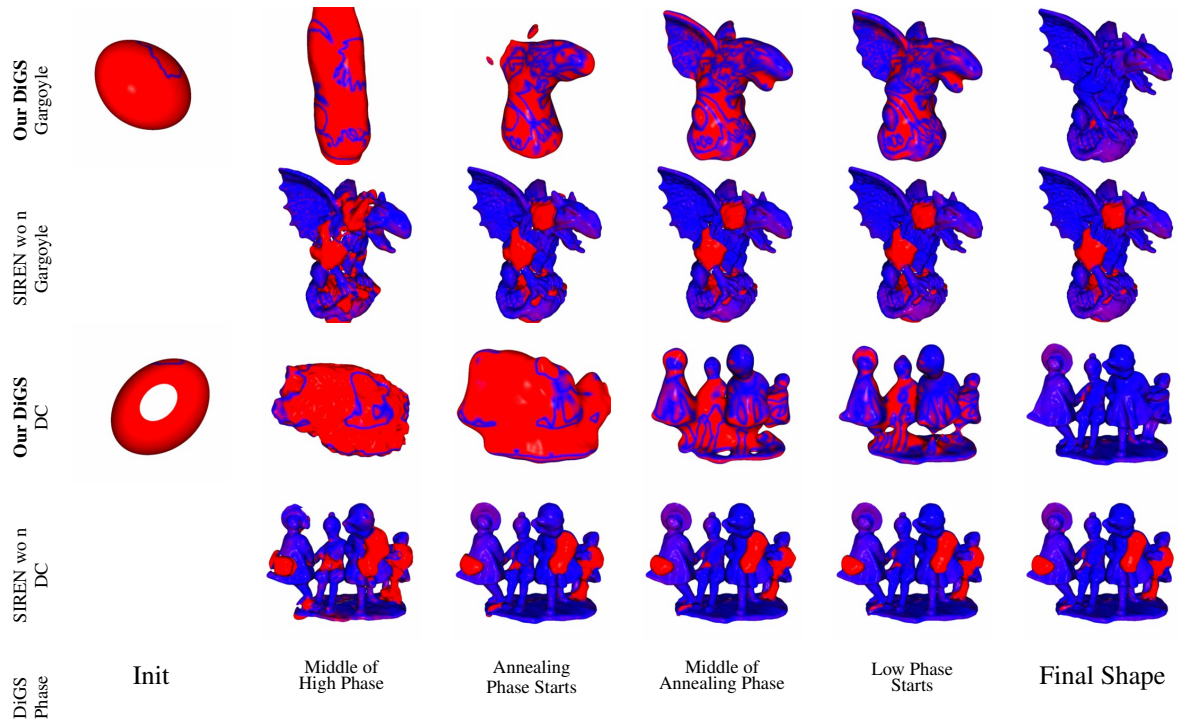 Our DiGS
Gargoyle
SIREN wo n
Gargoyle
Our DiGS
DC
SIREN wo n
DC
DiGS
Phase
Init
Middle of
High Phase
Annealing
Phase Starts
Middle of
Annealing Phase
Low Phase
Starts
Final Shape